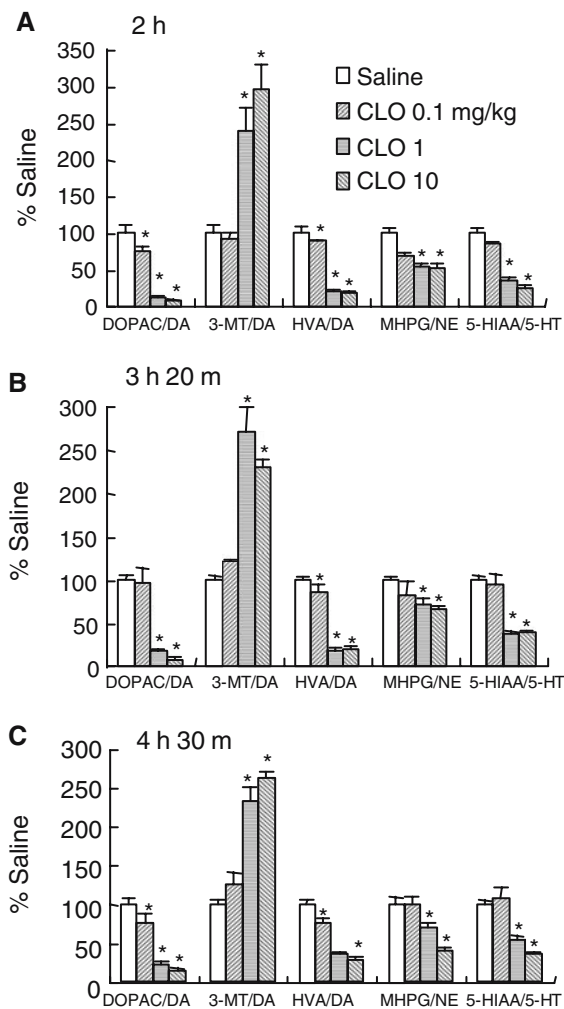 A
2 h
% Saline
350
300
250
200
150
100
50
0
* * * * * * * * * * * *
Saline
CLO 0.1 mg/kg
CLO 1
CLO 10
DOPAC/DA 3-MT/DA HVA/DA MHPG/NE 5-HIAA/5-HT
B
3 h 20 m
% Saline
300
250
200
150
100
50
0
* * * * * * * * * * *
DOPAC/DA 3-MT/DA HVA/DA MHPG/NE 5-HIAA/5-HT
C
4 h 30 m
% Saline
300
250
200
150
100
50
0
* * * * * * * * * * *
DOPAC/DA 3-MT/DA HVA/DA MHPG/NE 5-HIAA/5-HT